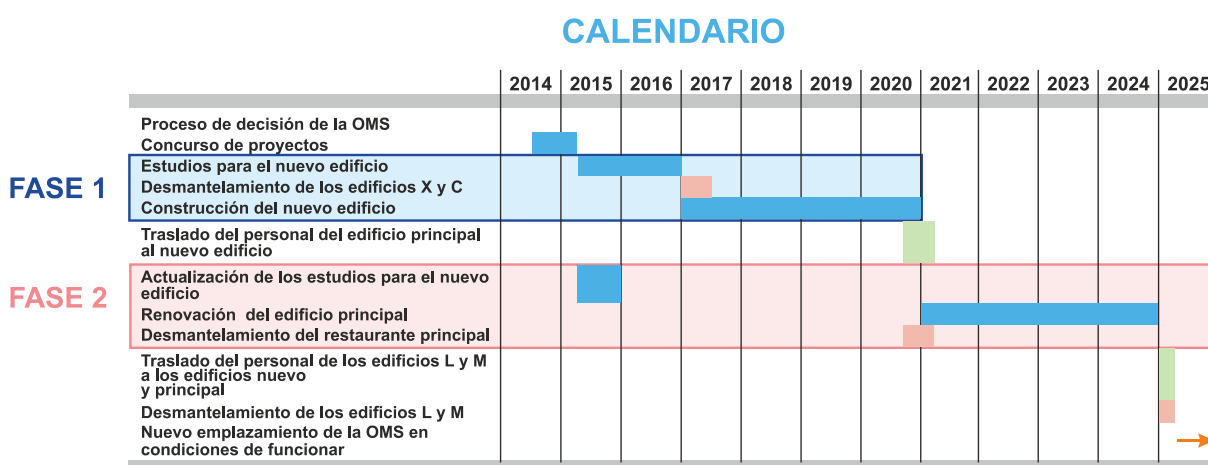 CALENDARIO
2014 2015 2016 2017 2018 2019 2020 2021 2022 2023 2024 2025
Proceso de decisión de la OMS
Concurso de proyectos
FASE 1
Estudios para el nuevo edificio
Desmantelamiento de los edificios X y C
Construcción del nuevo edificio
Traslado del personal del edificio principal
al nuevo edificio
FASE 2
Actualización de los estudios para el nuevo
edificio
Renovación del edificio principal
Desmantelamiento del restaurante principal
Traslado del personal de los edificios L y M
a los edificios nuevo
y principal
Desmantelamiento de los edificios L y M
Nuevo emplazamiento de la OMS en
condiciones de funcionar